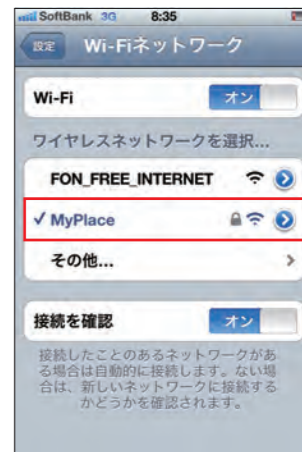 SoftBank 3G 8:35
設定 Wi-Fiネットワーク
Wi-Fi オン
ワイヤレスネットワークを選択...
FON_FREE_INTERNET
✓ MyPlace
その他...
接続を確認 オン
接続したことのあるネットワークがあ
る場合は自動的に接続します。ない場
合は、新しいネットワークに接続する
かどうかを確認されます。